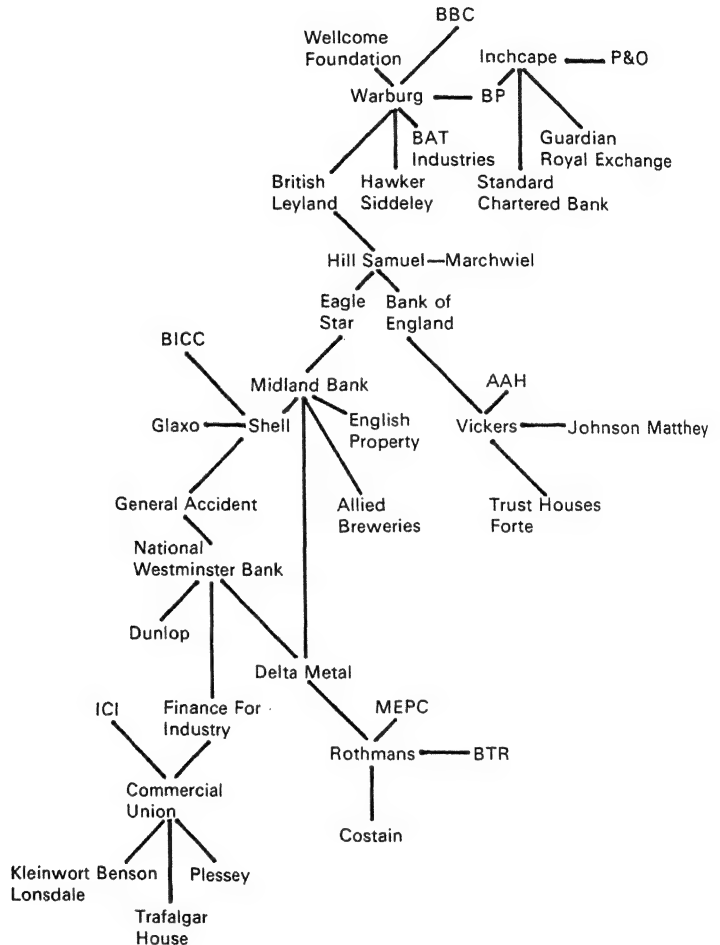 BBC
Wellcome
Foundation
Inchcape
P&O
Warburg
BP
BAT
Industries
Guardian
Royal Exchange
British
Leyland
Hawker
Siddeley
Standard
Chartered Bank
Hill Samuel
Marchwiel
Eagle
Star
Bank of
England
BICC
Midland Bank
AAH
Glaxo
Shell
English
Property
Vickers
Johnson Matthey
General Accident
Allied
Breweries
Trust Houses
Forte
National
Westminster Bank
Dunlop
Delta Metal
ICI
Finance For
Industry
MEPC
Rothmans
BTR
Commercial
Union
Costain
Kleinwort Benson
Lonsdale
Plessey
Trafalgar
House